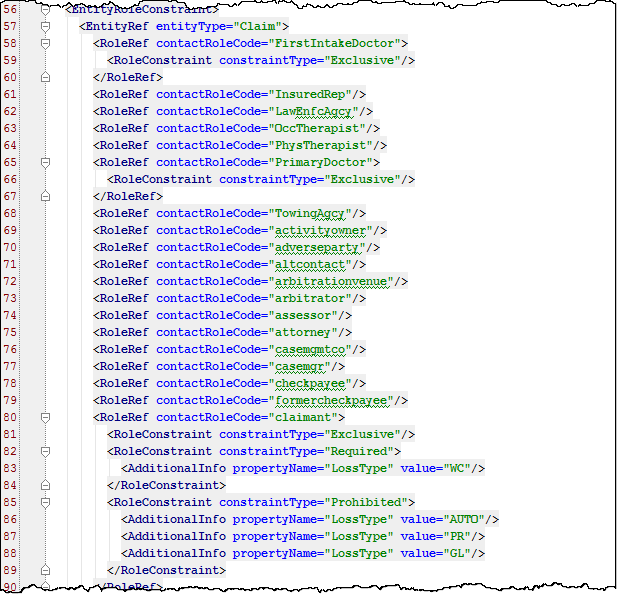 56 <EntityRoleConstraint>
57 <EntityRef entityType="Claim">
58 <RoleRef contactRoleCode="FirstIntakeDoctor">
59 <RoleConstraint constraintType="Exclusive"/>
60 </RoleRef>
61 <RoleRef contactRoleCode="InsuredRep"/>
62 <RoleRef contactRoleCode="LawEnfcAgcy"/>
63 <RoleRef contactRoleCode="OccTherapist"/>
64 <RoleRef contactRoleCode="PhysTherapist"/>
65 <RoleRef contactRoleCode="PrimaryDoctor">
66 <RoleConstraint constraintType="Exclusive"/>
67 </RoleRef>
68 <RoleRef contactRoleCode="TowingAgcy"/>
69 <RoleRef contactRoleCode="activityowner"/>
70 <RoleRef contactRoleCode="adverseparty"/>
71 <RoleRef contactRoleCode="altcontact"/>
72 <RoleRef contactRoleCode="arbitrationvenue"/>
73 <RoleRef contactRoleCode="arbitrator"/>
74 <RoleRef contactRoleCode="assessor"/>
75 <RoleRef contactRoleCode="attorney"/>
76 <RoleRef contactRoleCode="casemgmtco"/>
77 <RoleRef contactRoleCode="casemgr"/>
78 <RoleRef contactRoleCode="checkpayee"/>
79 <RoleRef contactRoleCode="formercheckpayee"/>
80 <RoleRef contactRoleCode="claimant">
81 <RoleConstraint constraintType="Exclusive"/>
82 <RoleConstraint constraintType="Required">
83 <AdditionalInfo propertyName="LossType" value="WC"/>
84 </RoleConstraint>
85 <RoleConstraint constraintType="Prohibited">
86 <AdditionalInfo propertyName="LossType" value="AUTO"/>
87 <AdditionalInfo propertyName="LossType" value="PR"/>
88 <AdditionalInfo propertyName="LossType" value="GL"/>
89 </RoleConstraint>
90 </RoleRef>